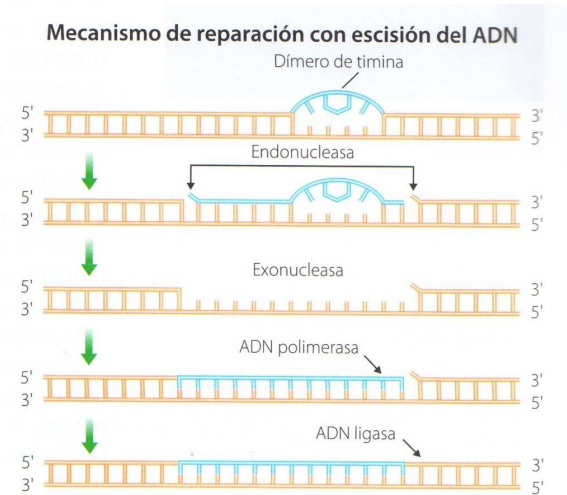 Mecanismo de reparación con escisión del ADN
Dímero de timina
5' 3'
3' 5'
Endonucleasa
5' 3'
3' 5'
Exonucleasa
5' 3'
3' 5'
ADN polimerasa
5' 3'
3' 5'
ADN ligasa
5' 3'
3' 5'